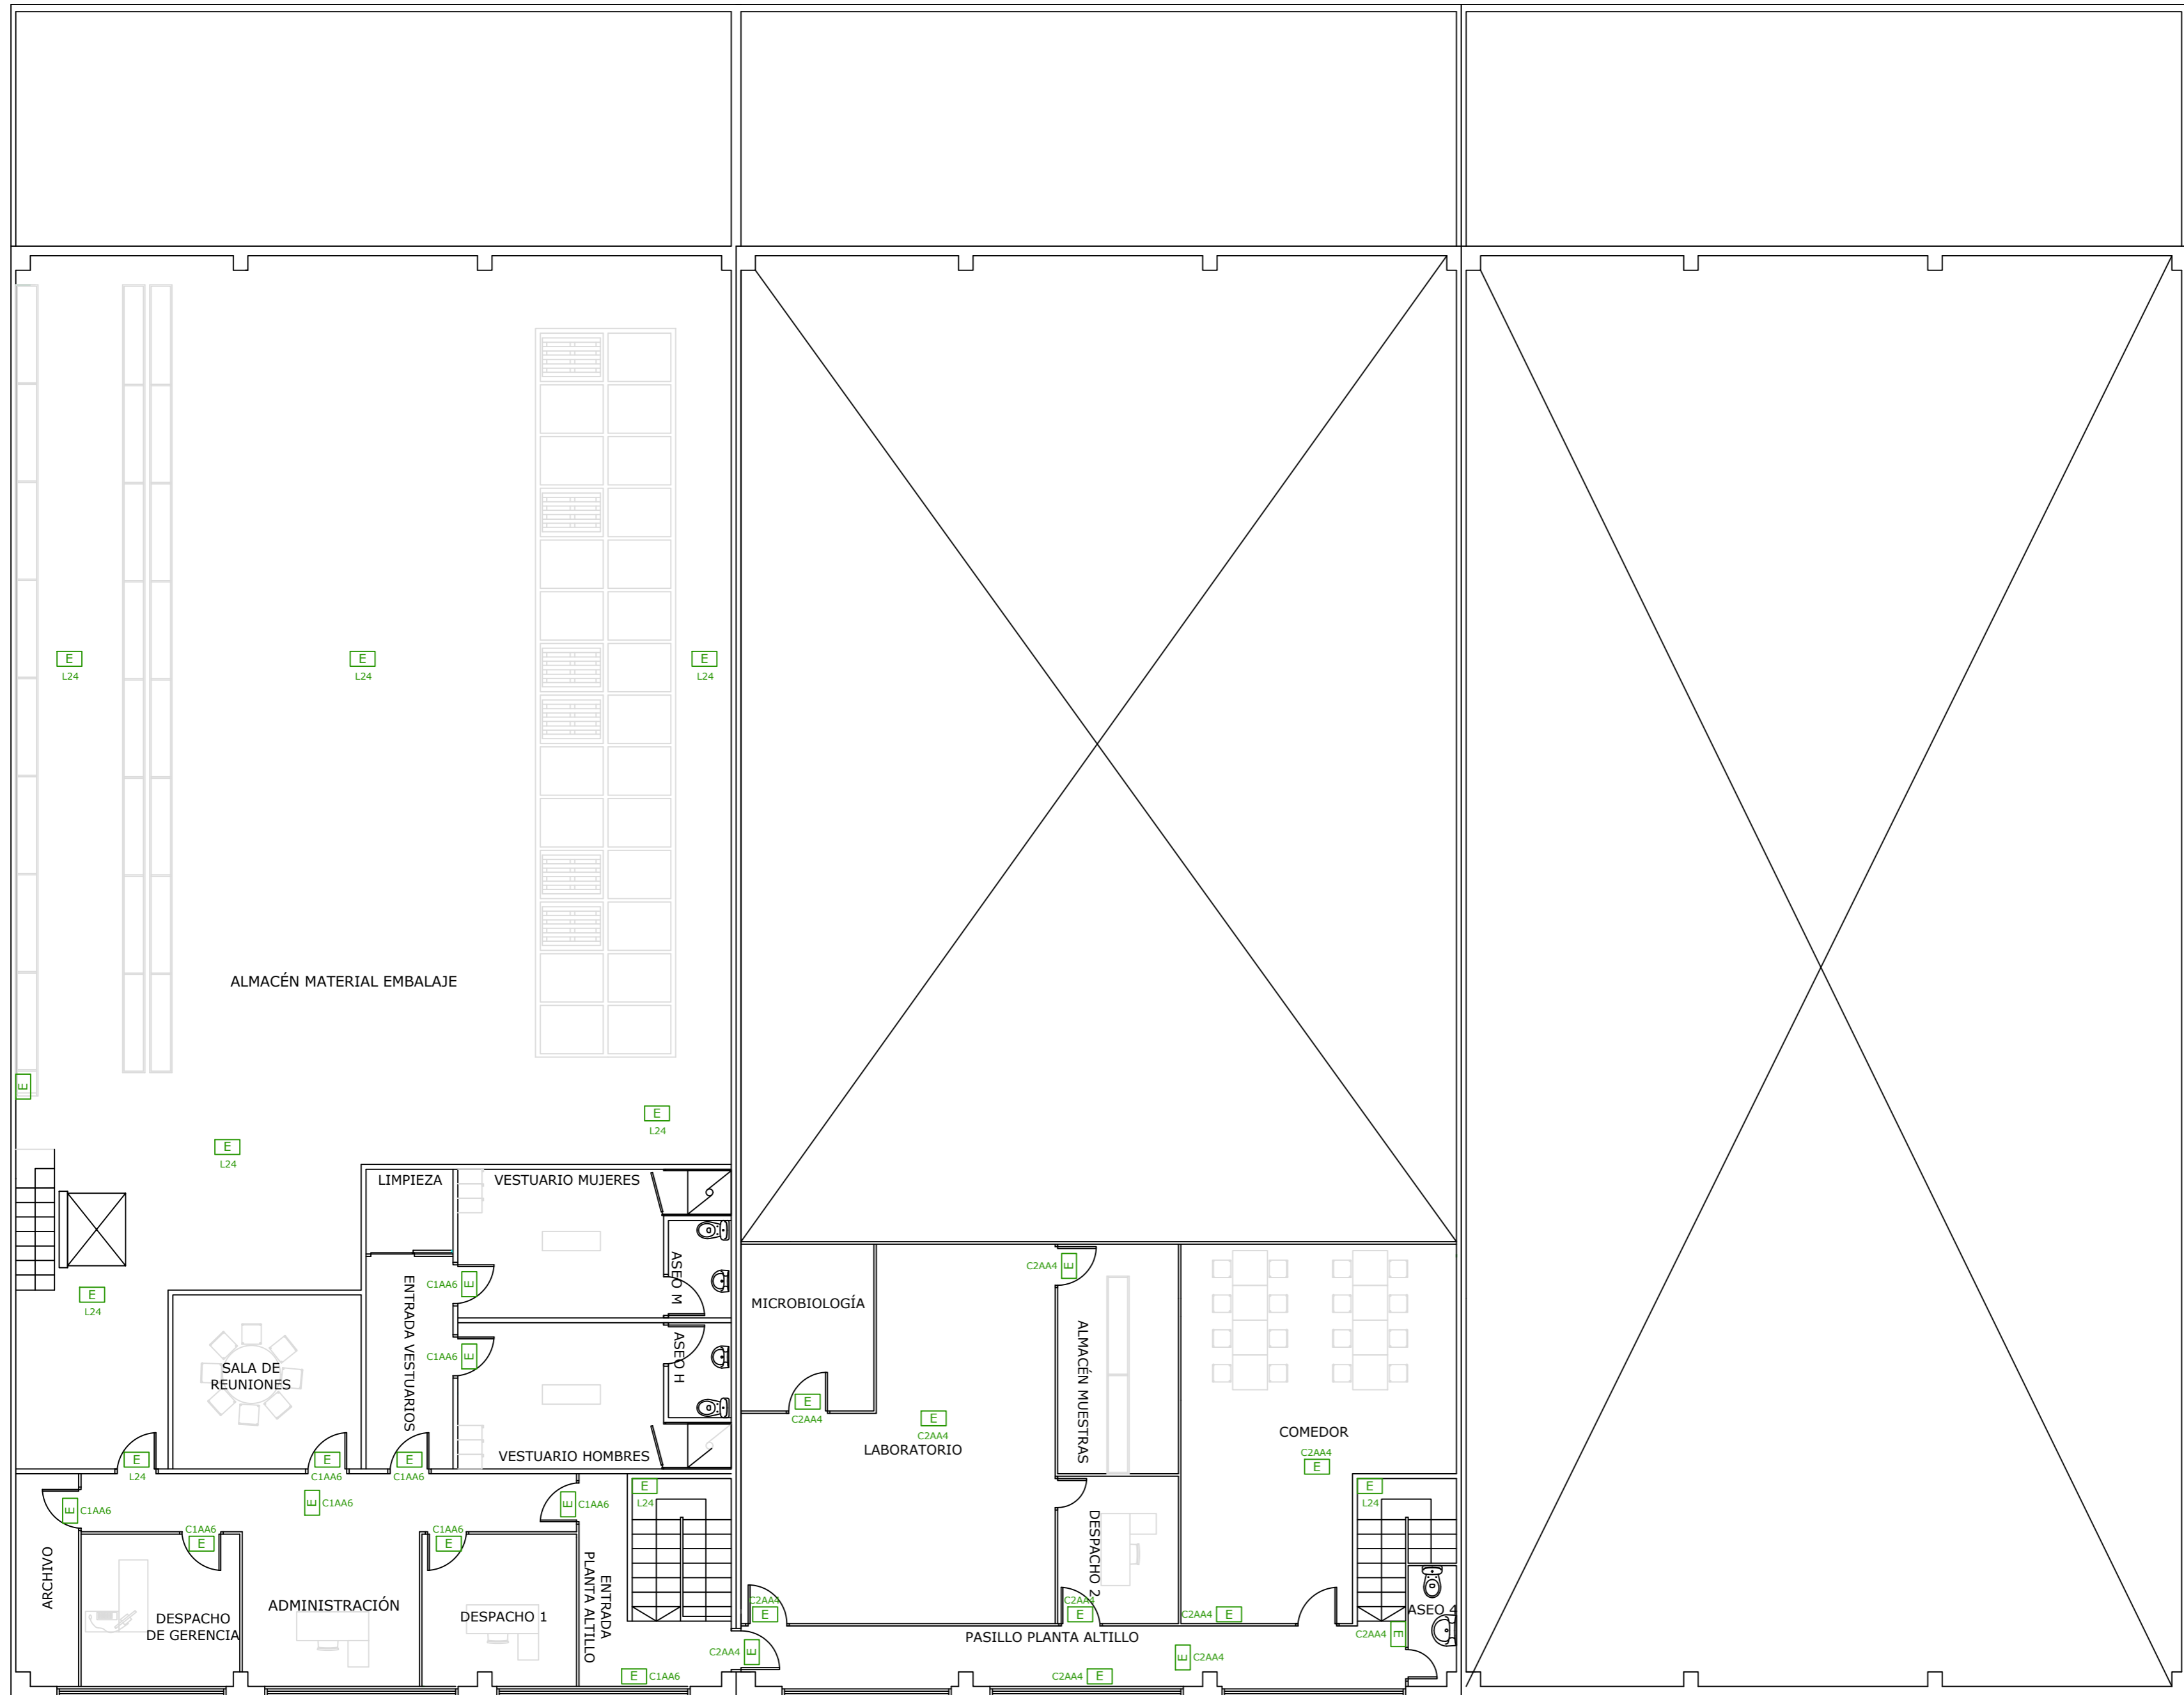 E
L24
E
L24
E
L24
ALMACÉN MATERIAL EMBALAJE
E
E
L24
E
L24
LIMPIEZA
VESTUARIO MUJERES
ASEO M
C1AA6 E
E
L24
ENTRADA VESTUARIOS
C1AA6 E
ASEO H
SALA DE
REUNIONES
VESTUARIO HOMBRES
E
L24
E
C1AA6
E
C1AA6
E C1AA6
E C1AA6
E C1AA6
E
L24
C1AA6
E
C1AA6
E
ARCHIVO
DESPACHO
DE GERENCIA
ADMINISTRACIÓN
DESPACHO 1
ENTRADA
PLANTA ALTILLO
E C1AA6
C2AA4 E
MICROBIOLOGÍA
E
C2AA4
E
C2AA4
LABORATORIO
C2AA4 E
ALMACÉN MUESTRAS
COMEDOR
C2AA4
E
E
L24
DESPACHO 2
C2AA4
E
C2AA4
E
C2AA4 E
ASEO 4
C2AA4 E
PASILLO PLANTA ALTILLO
E C2AA4
C2AA4 E